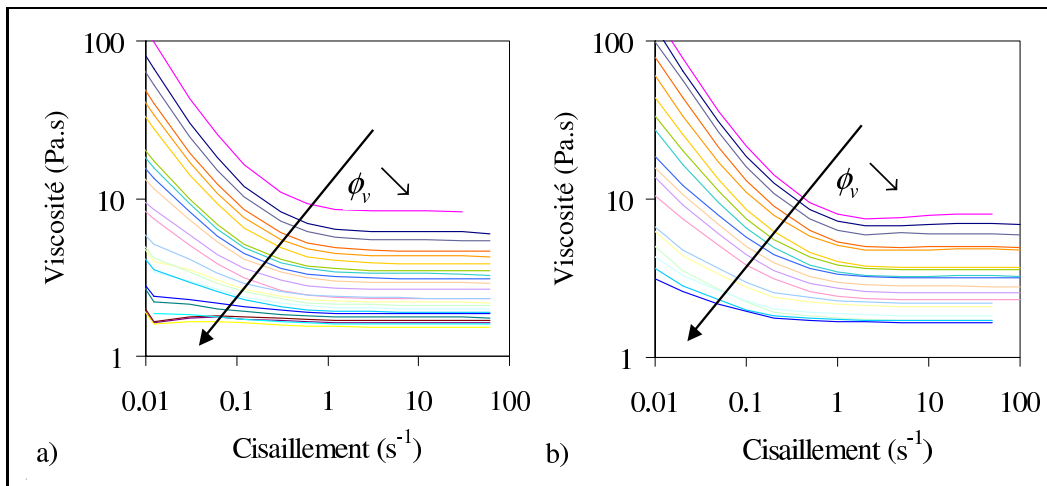 100
10
1
0.01 0.1 1 10 100
Viscosité (Pa.s)
Cisaillement (s-1)
ϕv ↘
a)
100
10
1
0.01 0.1 1 10 100
Viscosité (Pa.s)
Cisaillement (s-1)
ϕv ↘
b)